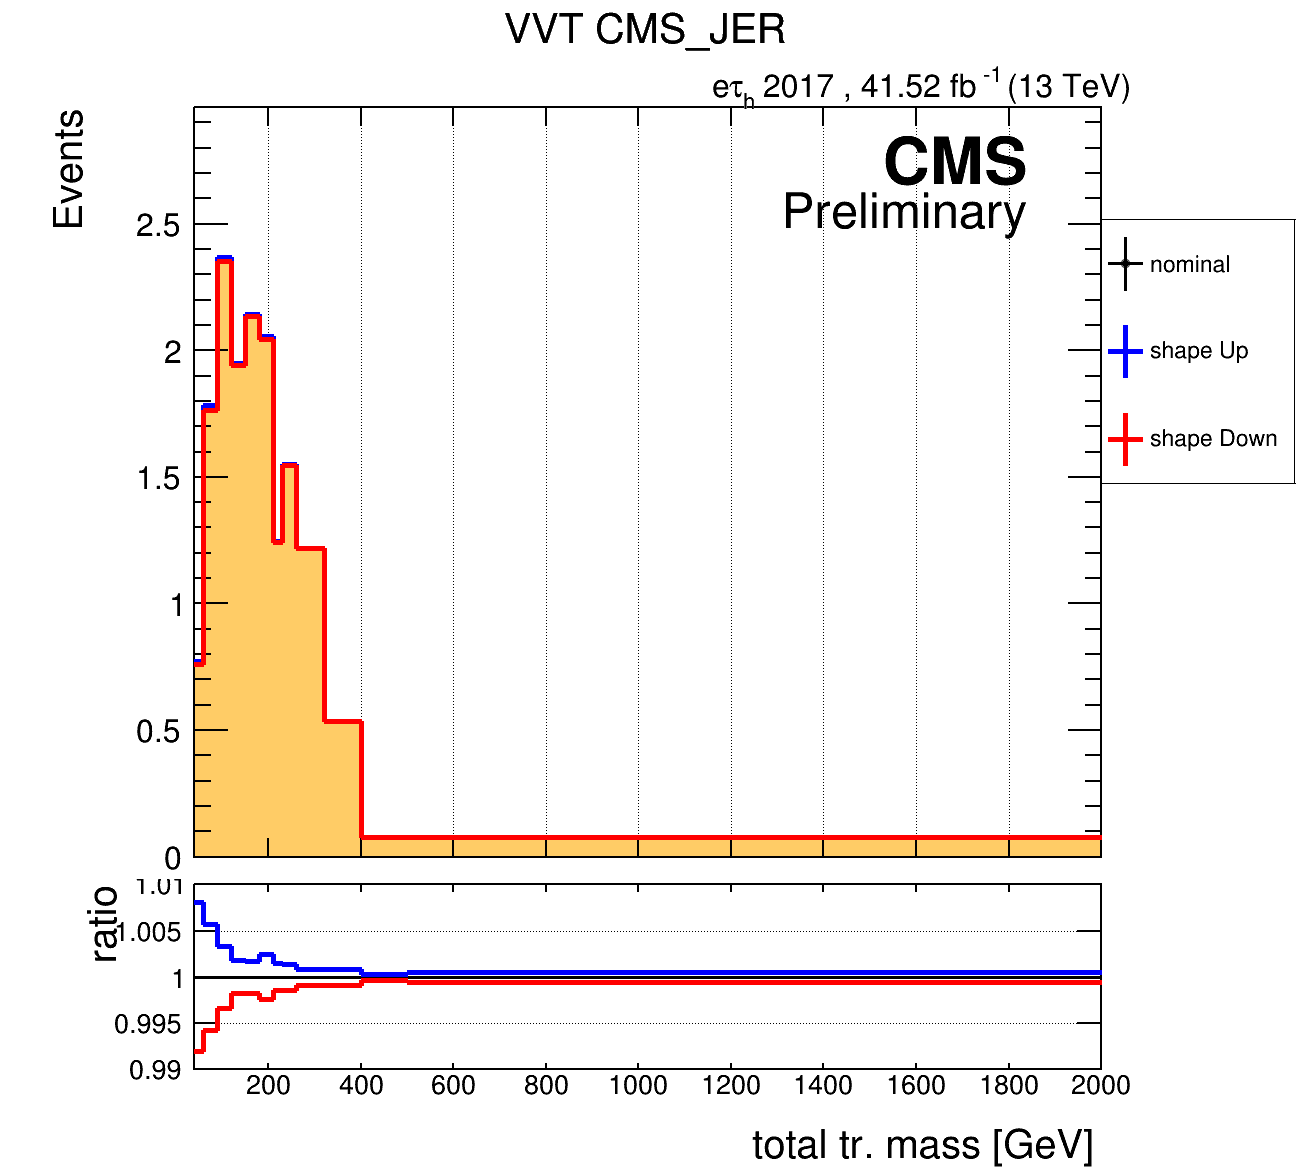 VVT CMS_JER
eτh 2017 , 41.52 fb -1 (13 TeV)
Events
CMS
Preliminary
2.5
2
1.5
1
0.5
0
nominal
shape Up
shape Down
ratio
1.01
1.005
1
0.995
0.99
200 400 600 800 1000 1200 1400 1600 1800 2000
total tr. mass [GeV]